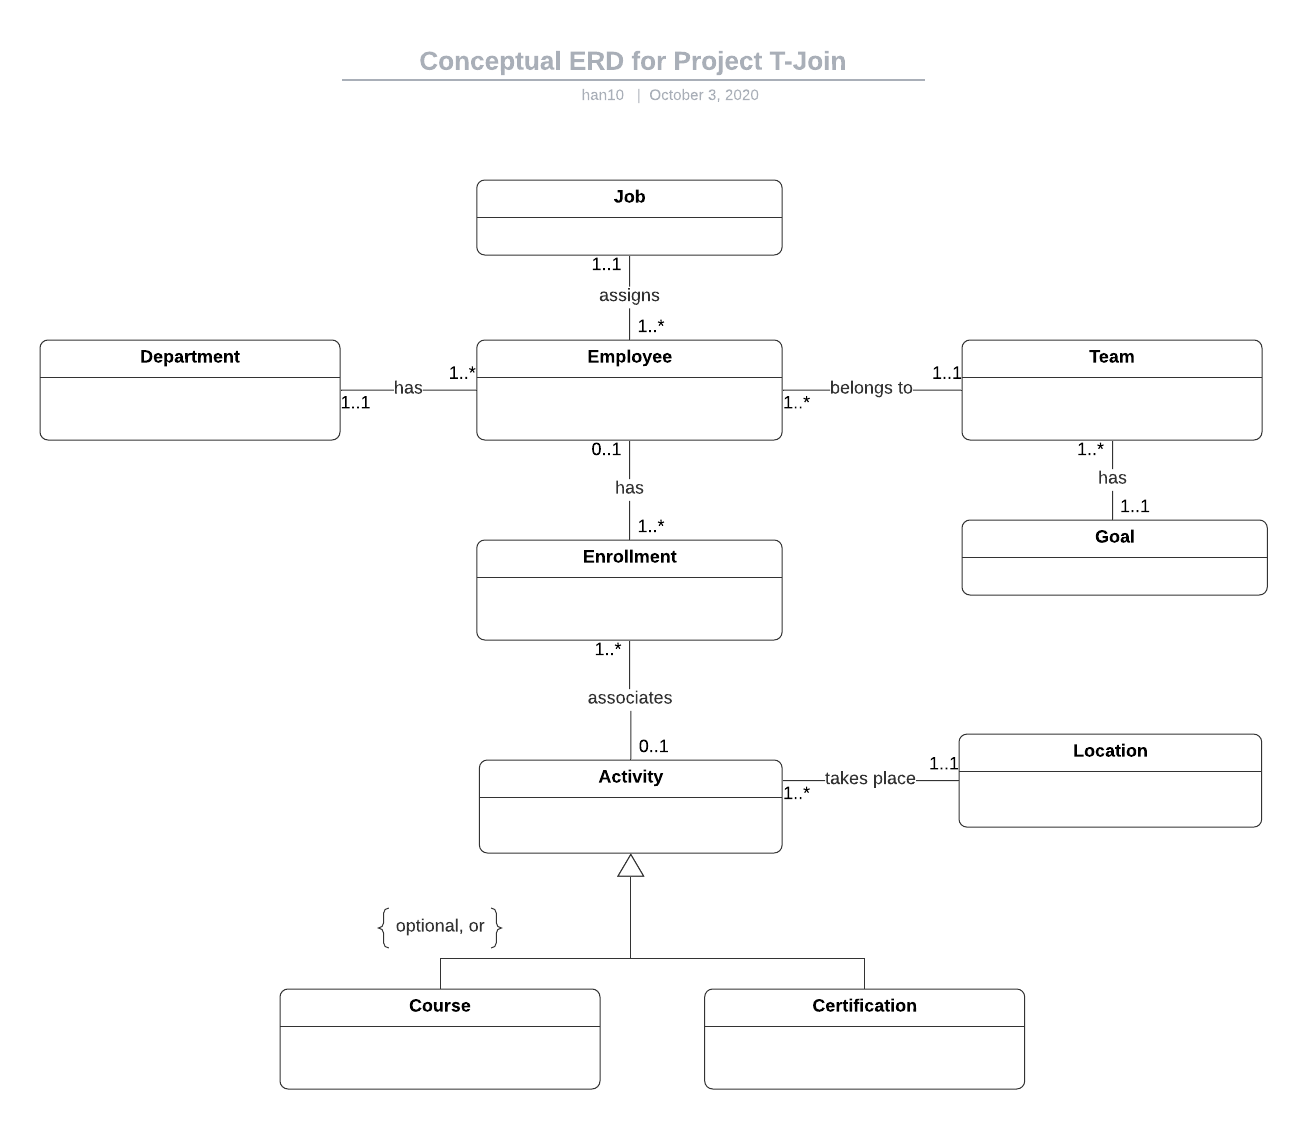 Conceptual ERD for Project T-Join
han10 | October 3, 2020
Job
1..1
assigns
1..*
Department
Employee
Team
1..*
1..1
has
belongs to
1..1
1..*
0..1
1..*
has
has
1..*
1..1
Enrollment
Goal
1..*
associates
0..1
Location
Activity
1..1
takes place
1..*
{ optional, or }
Course
Certification